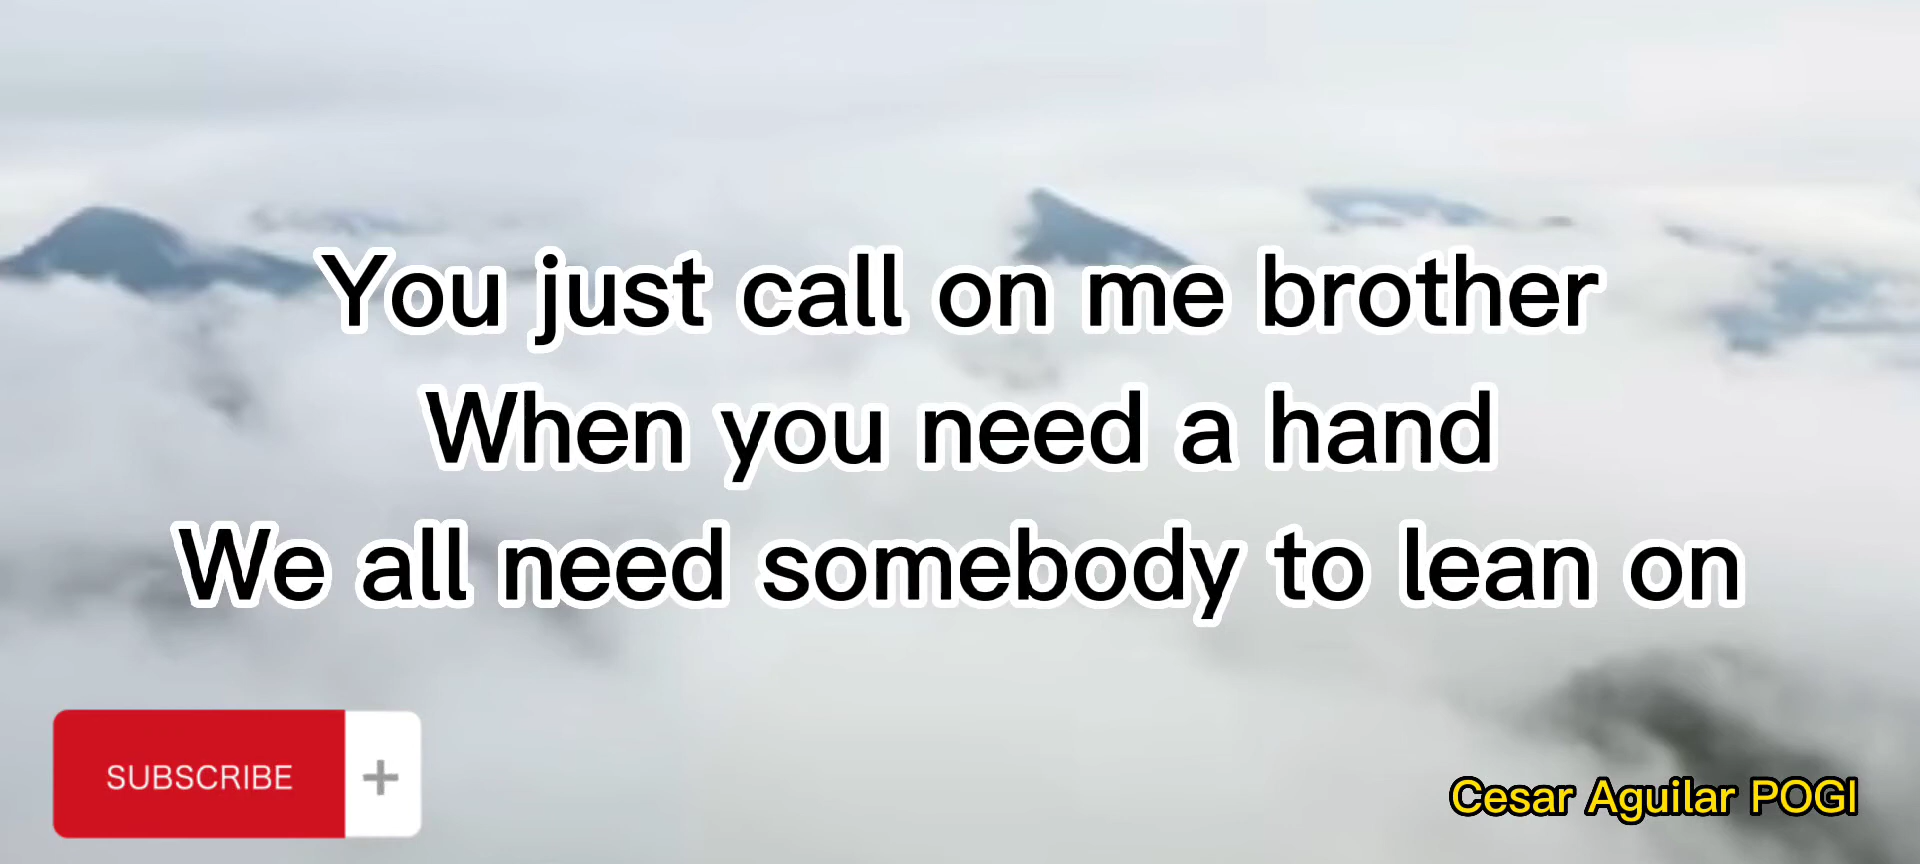 You just call on me brother
When you need a hand
We all need somebody to lean on
SUBSCRIBE
Cesar Aguilar POGI